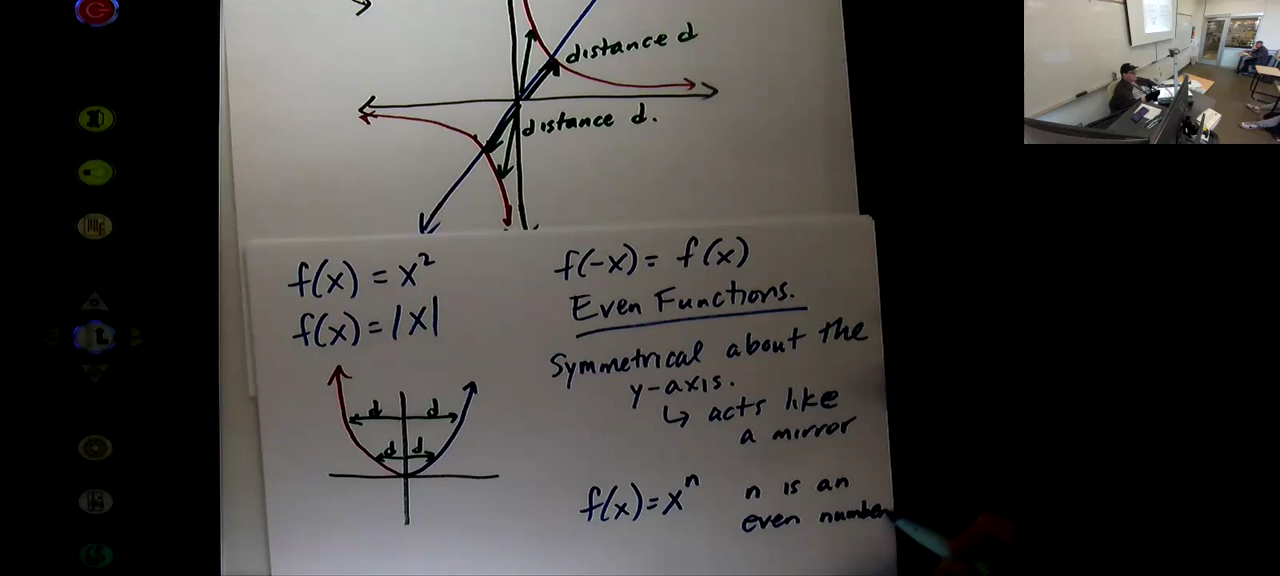 distance d
distance d.
f(x) = x²
f(x) = |x|
d d
d d
f(-x) = f(x)
Even Functions.
Symmetrical about the
y-axis.
↳ acts like
a mirror
f(x) = xⁿ
n is an
even number